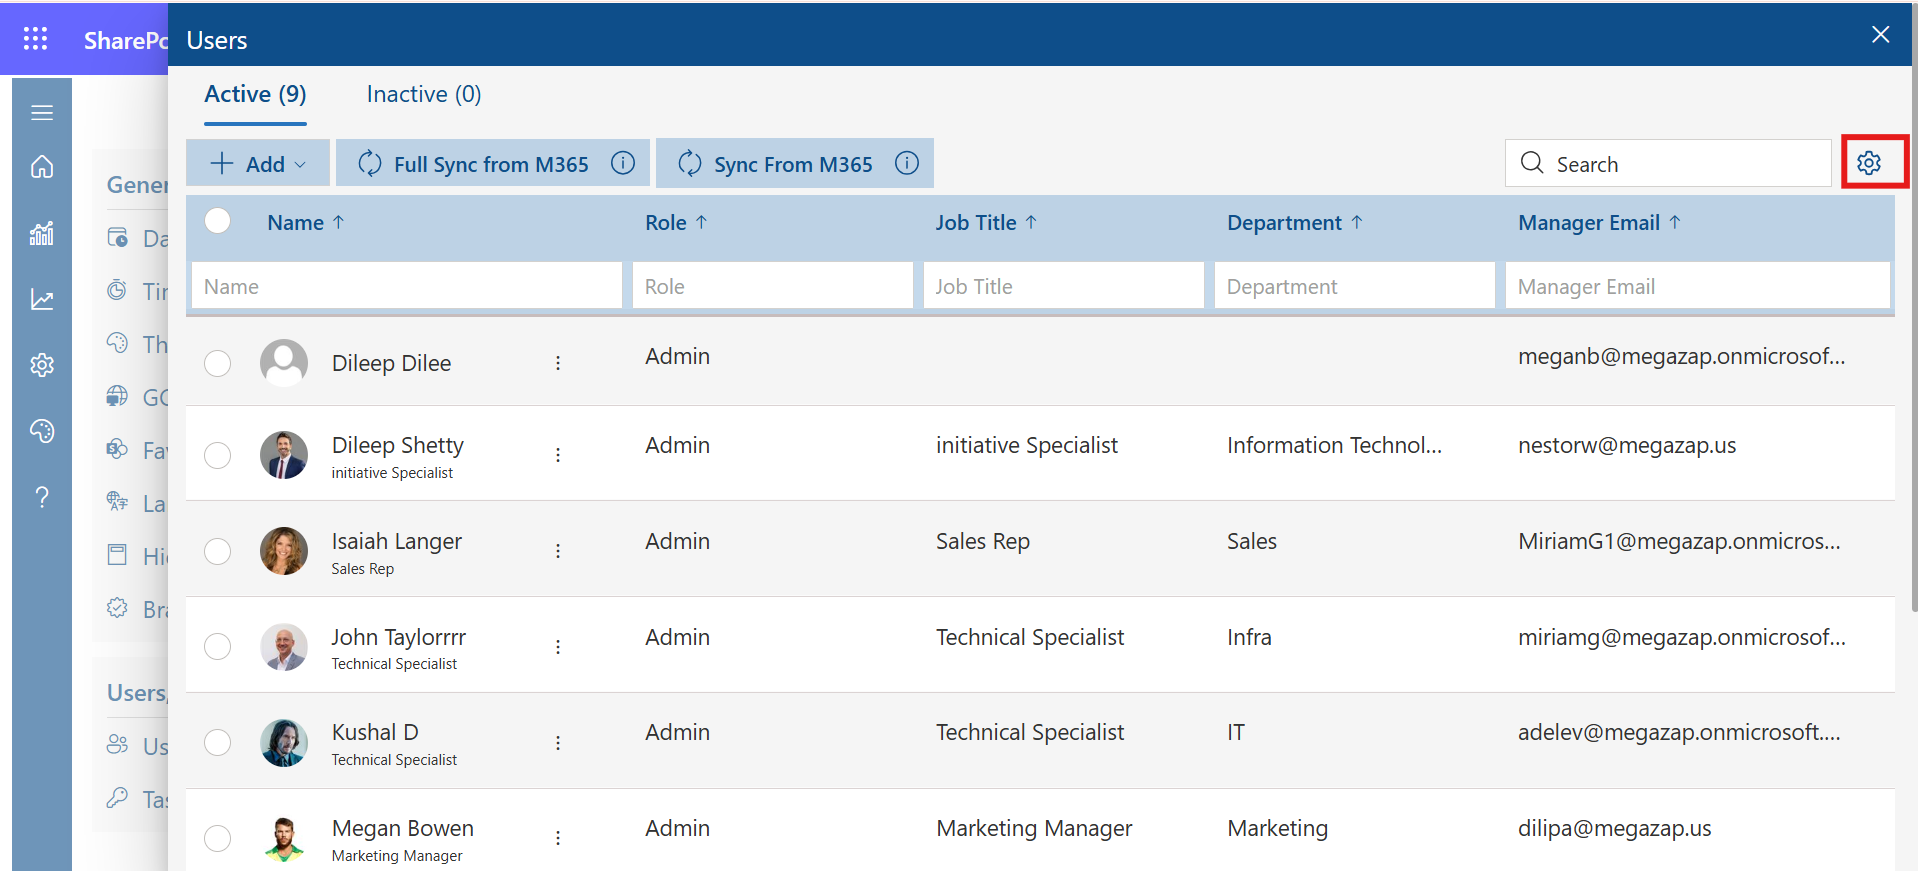 SharePo
Users
Active (9)
Inactive (0)
Add
Full Sync from M365
Sync From M365
Search
Name ↑
Role ↑
Job Title ↑
Department ↑
Manager Email ↑
Name
Role
Job Title
Department
Manager Email
Dileep Dilee
Admin
meganb@megazap.onmicrosof...
Dileep Shetty
initiative Specialist
Admin
initiative Specialist
Information Technol...
nestorw@megazap.us
Isaiah Langer
Sales Rep
Admin
Sales Rep
Sales
MiriamG1@megazap.onmicros...
John Taylorrrr
Technical Specialist
Admin
Technical Specialist
Infra
miriamg@megazap.onmicrosof...
Kushal D
Technical Specialist
Admin
Technical Specialist
IT
adelev@megazap.onmicrosoft....
Megan Bowen
Marketing Manager
Admin
Marketing Manager
Marketing
dilipa@megazap.us
Gener
Da
Tin
Th
GC
Fav
La
Hi
Bra
Users,
Us
Tas